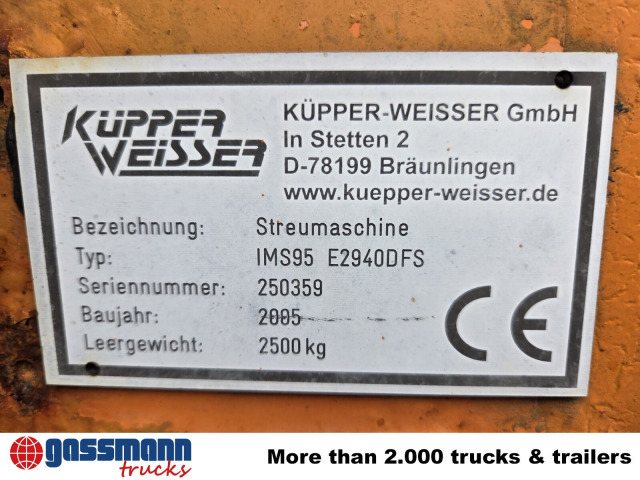 KÜPPER
WEISSER
KÜPPER-WEISSER GmbH
In Stetten 2
D-78199 Bräunlingen
www.kuepper-weisser.de
Bezeichnung: Streumaschine
Typ: IMS95 E2940DFS
Seriennummer: 250359
Baujahr: 2005
Leergewicht: 2500 kg
CE
gassmann
trucks
More than 2.000 trucks & trailers